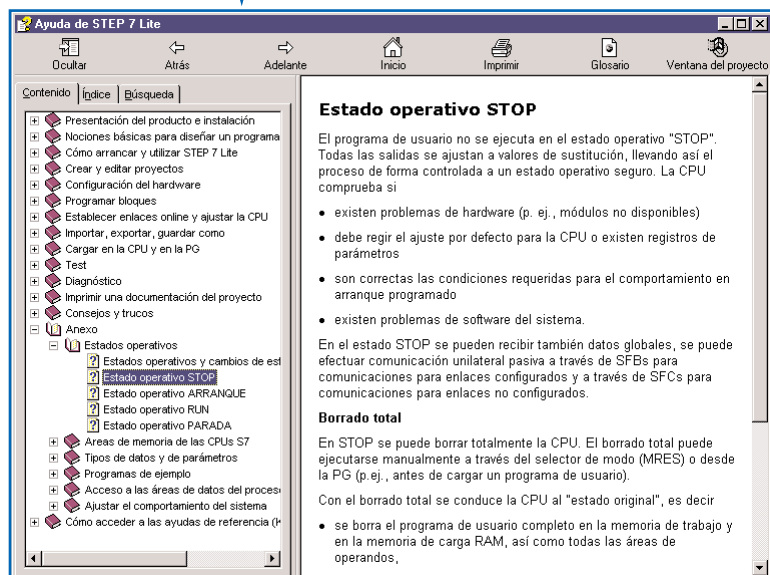 Ayuda de STEP 7 Lite
Ocultar Atrás Adelante Inicio Imprimir Glosario Ventana del proyecto
Contenido Índice Búsqueda
Presentación del producto e instalación
Nociones básicas para diseñar un programa
Cómo arrancar y utilizar STEP 7 Lite
Crear y editar proyectos
Configuración del hardware
Programar bloques
Establecer enlaces online y ajustar la CPU
Importar, exportar, guardar como
Cargar en la CPU y en la PG
Test
Diagnóstico
Imprimir una documentación del proyecto
Consejos y trucos
Anexo
Estados operativos
Estados operativos y cambios de est
Estado operativo STOP
Estado operativo ARRANQUE
Estado operativo RUN
Estado operativo PARADA
Areas de memoria de las CPUs S7
Tipos de datos y de parámetros
Programas de ejemplo
Acceso a las áreas de datos del proces
Ajustar el comportamiento del sistema
Cómo acceder a las ayudas de referencia (
Estado operativo STOP
El programa de usuario no se ejecuta en el estado operativo "STOP".
Todas las salidas se ajustan a valores de sustitución, llevando así el
proceso de forma controlada a un estado operativo seguro. La CPU
comprueba si
• existen problemas de hardware (p. ej., módulos no disponibles)
• debe regir el ajuste por defecto para la CPU o existen registros de
parámetros
• son correctas las condiciones requeridas para el comportamiento en
arranque programado
• existen problemas de software del sistema.
En el estado STOP se pueden recibir también datos globales, se puede
efectuar comunicación unilateral pasiva a través de SFBs para
comunicaciones para enlaces configurados y a través de SFCs para
comunicaciones para enlaces no configurados.
Borrado total
En STOP se puede borrar totalmente la CPU. El borrado total puede
ejecutarse manualmente a través del selector de modo (MRES) o desde
la PG (p.ej., antes de cargar un programa de usuario).
Con el borrado total se conduce la CPU al "estado original", es decir
• se borra el programa de usuario completo en la memoria de trabajo y
en la memoria de carga RAM, así como todas las áreas de
operandos,